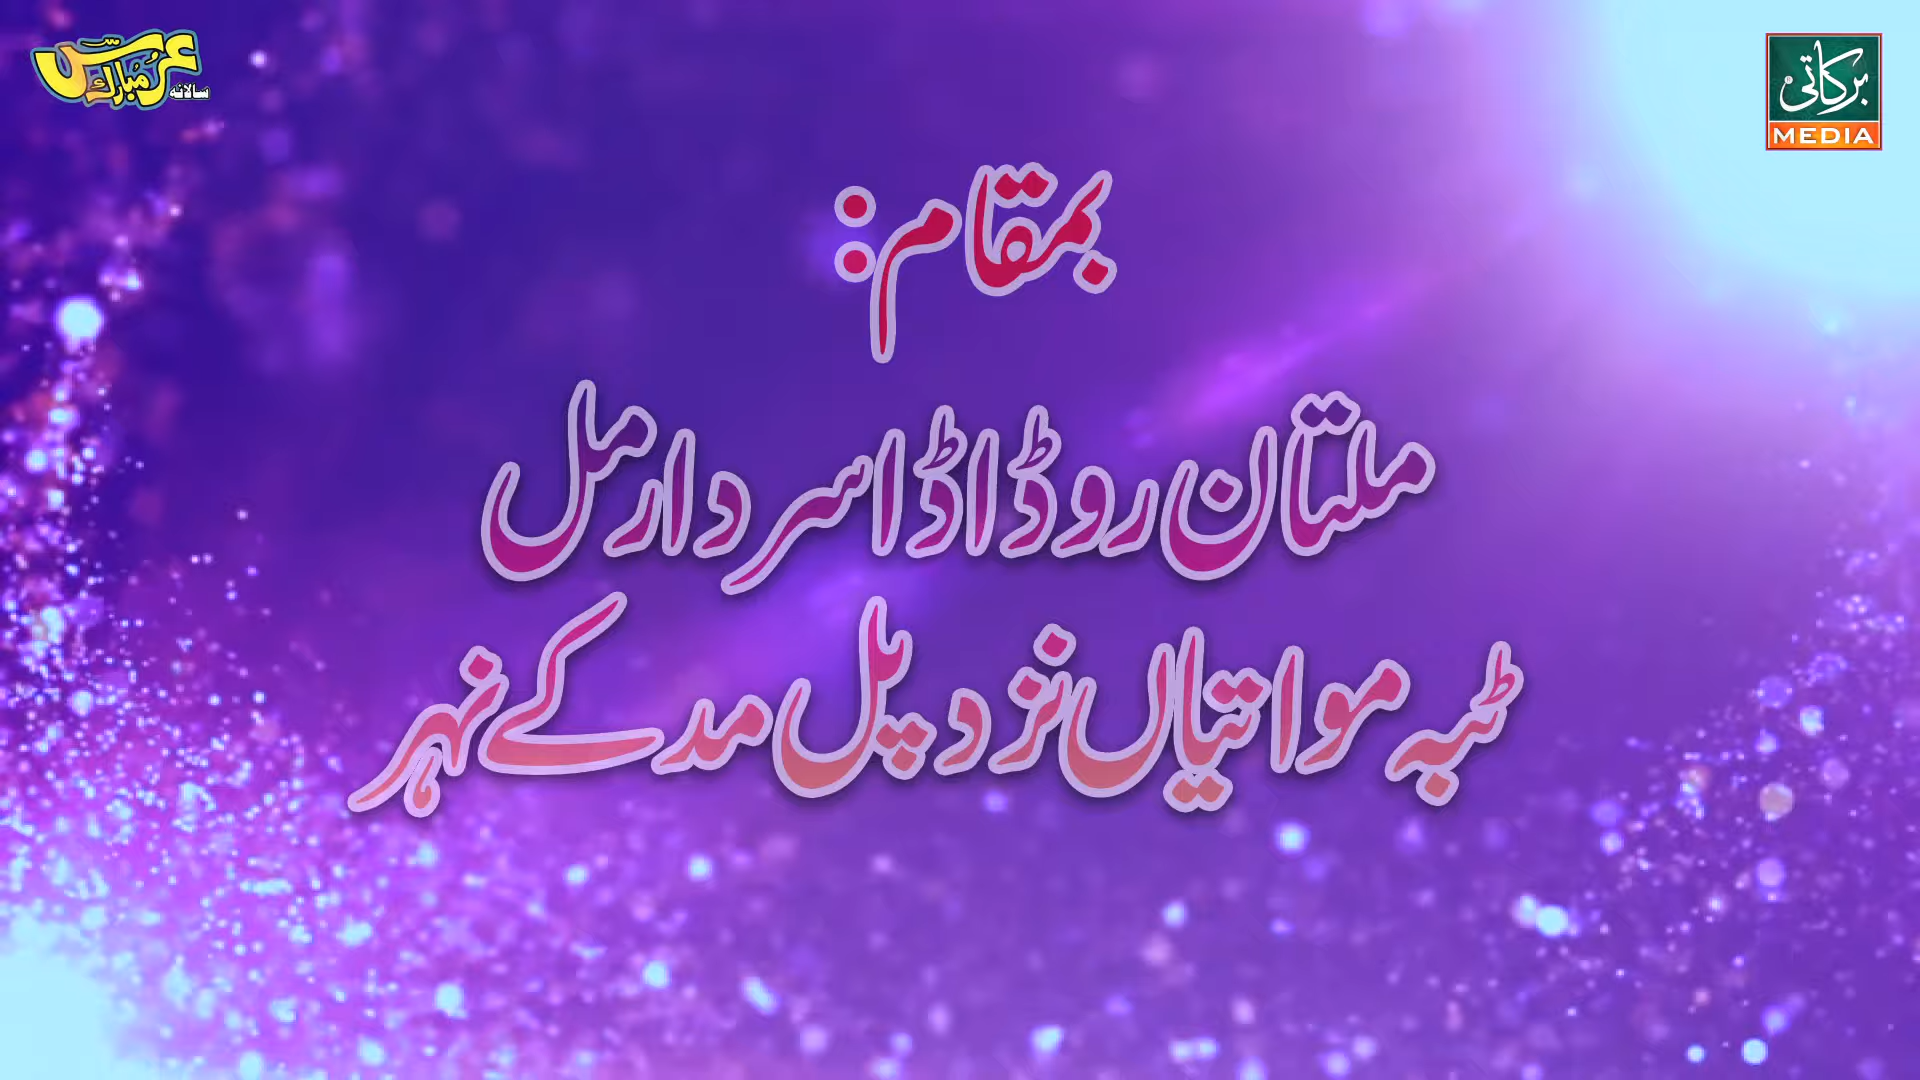 سالانہ عرس مبارک
برکاتی
MEDIA
بمقام:
ملتان روڈ اڈا سردار مل
ٹبہ مواتیاں نزد پل مدکے نہر